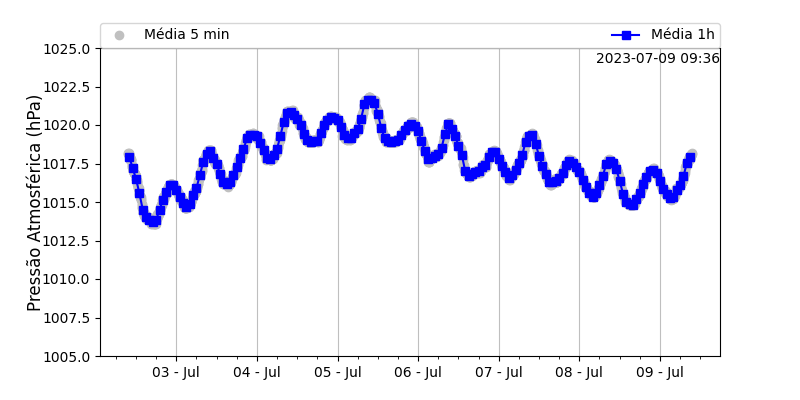 Média 5 min
Média 1h
2023-07-09 09:36
Pressão Atmosférica (hPa)
1025.0
1022.5
1020.0
1017.5
1015.0
1012.5
1010.0
1007.5
1005.0
03 - Jul
04 - Jul
05 - Jul
06 - Jul
07 - Jul
08 - Jul
09 - Jul